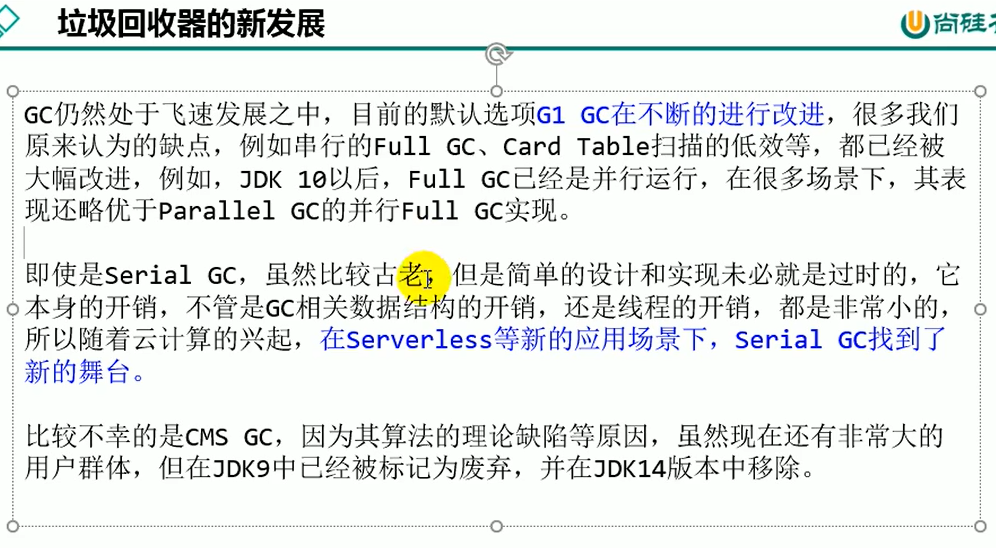 垃圾回收器的新发展
尚硅
GC仍然处于飞速发展之中，目前的默认选项G1 GC在不断的进行改进，很多我们
原来认为的缺点，例如串行的Full GC、Card Table扫描的低效等，都已经被
大幅改进，例如，JDK 10以后，Full GC已经是并行运行，在很多场景下，其表
现还略优于Parallel GC的并行Full GC实现。
即使是Serial GC，虽然比较古老，但是简单的设计和实现未必就是过时的，它
本身的开销，不管是GC相关数据结构的开销，还是线程的开销，都是非常小的，
所以随着云计算的兴起，在Serverless等新的应用场景下，Serial GC找到了
新的舞台。
比较不幸的是CMS GC，因为其算法的理论缺陷等原因，虽然现在还有非常大的
用户群体，但在JDK9中已经被标记为废弃，并在JDK14版本中移除。